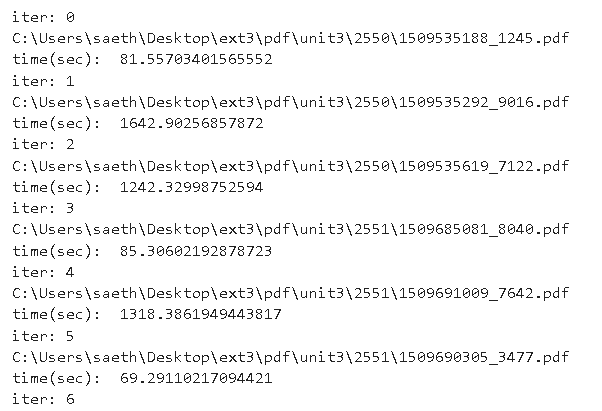 iter: 0
C:\Users\saeth\Desktop\ext3\pdf\unit3\2550\1509535188_1245.pdf
time(sec):  81.55703401565552
iter: 1
C:\Users\saeth\Desktop\ext3\pdf\unit3\2550\1509535292_9016.pdf
time(sec):  1642.90256857872
iter: 2
C:\Users\saeth\Desktop\ext3\pdf\unit3\2550\1509535619_7122.pdf
time(sec):  1242.32998752594
iter: 3
C:\Users\saeth\Desktop\ext3\pdf\unit3\2551\1509685081_8040.pdf
time(sec):  85.30602192878723
iter: 4
C:\Users\saeth\Desktop\ext3\pdf\unit3\2551\1509691009_7642.pdf
time(sec):  1318.3861949443817
iter: 5
C:\Users\saeth\Desktop\ext3\pdf\unit3\2551\1509690305_3477.pdf
time(sec):  69.29110217094421
iter: 6